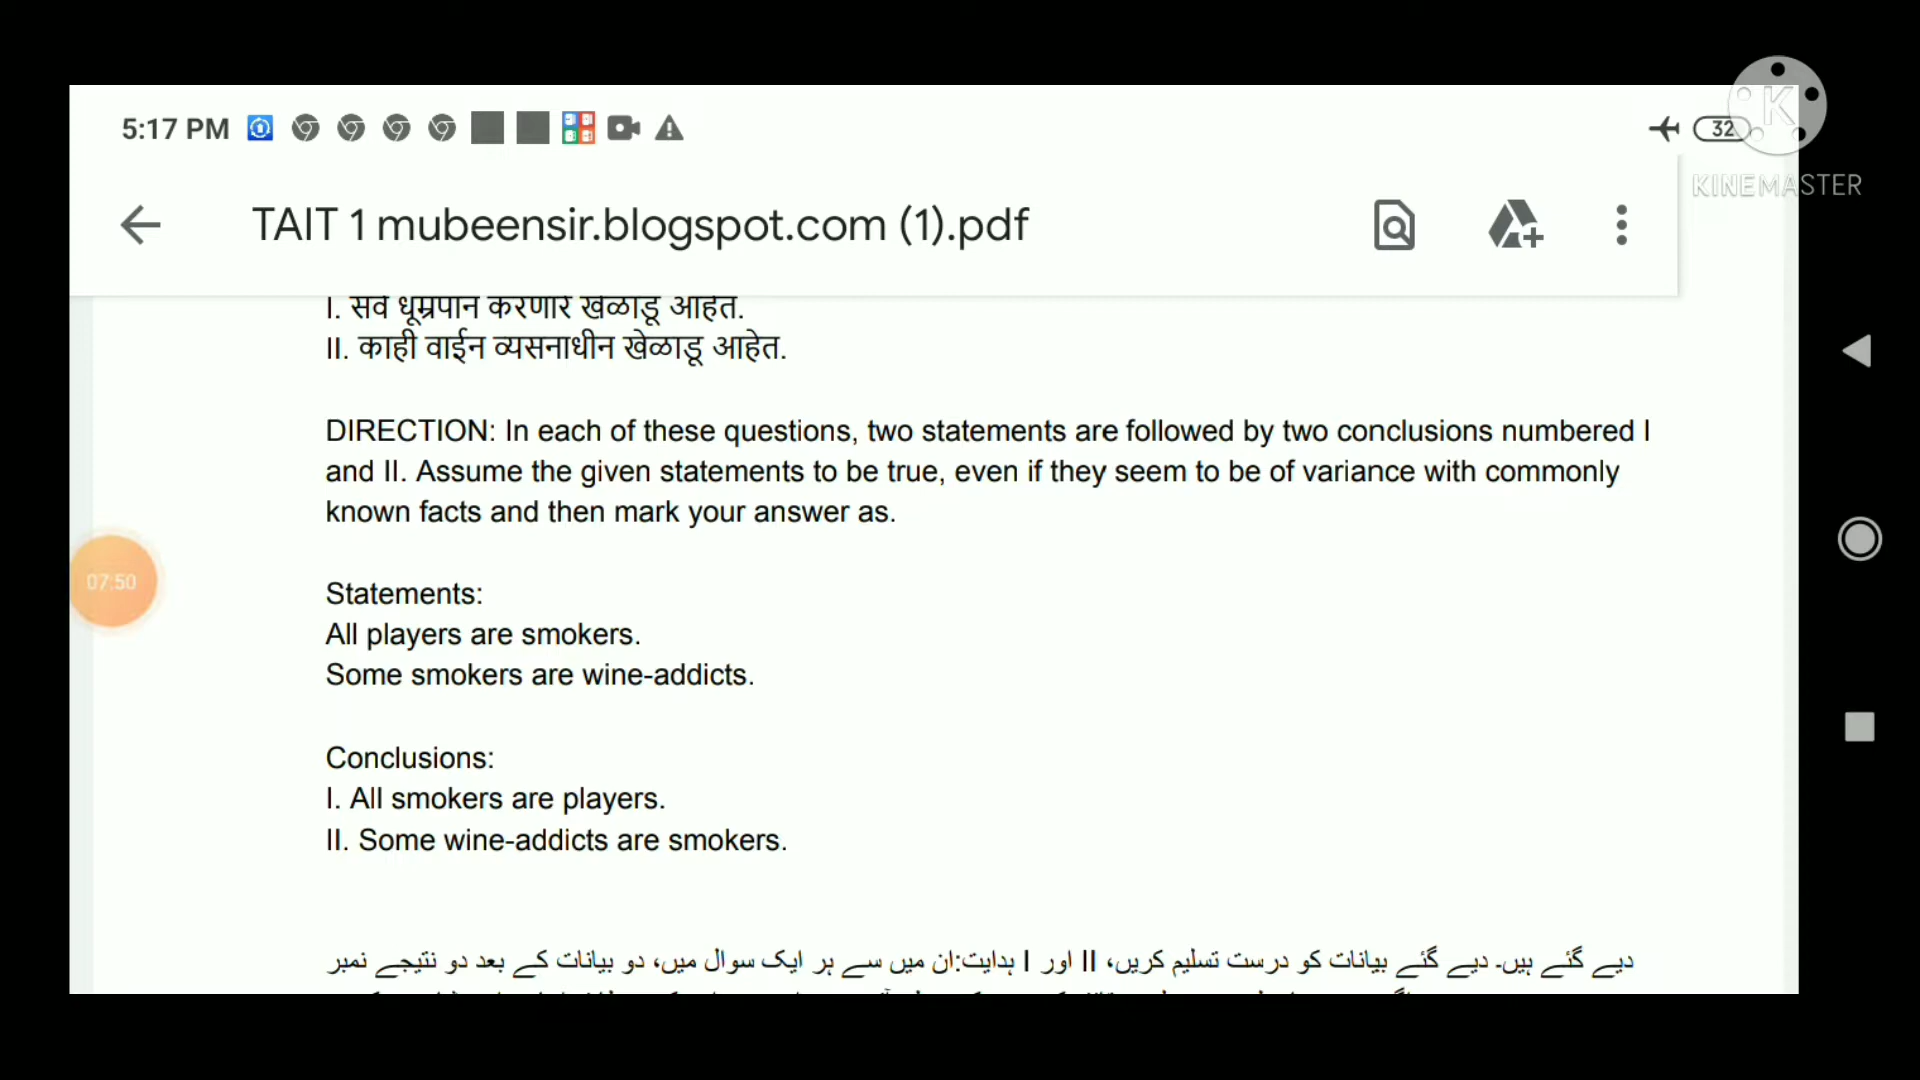 5:17 PM
32
KINEMASTER
TAIT 1 mubeensir.blogspot.com (1).pdf
I. सर्व धूम्रपान करणारे खेळाडू आहेत.
II. काही वाईन व्यसनाधीन खेळाडू आहेत.
DIRECTION: In each of these questions, two statements are followed by two conclusions numbered I
and II. Assume the given statements to be true, even if they seem to be of variance with commonly
known facts and then mark your answer as.
07:50
Statements:
All players are smokers.
Some smokers are wine-addicts.
Conclusions:
I. All smokers are players.
II. Some wine-addicts are smokers.
دیے گئے ہیں۔ دیے گئے بیانات کو درست تسلیم کریں، II اور I ہدایت:ان میں سے ہر ایک سوال میں، دو بیانات کے بعد دو نتیجے نمبر